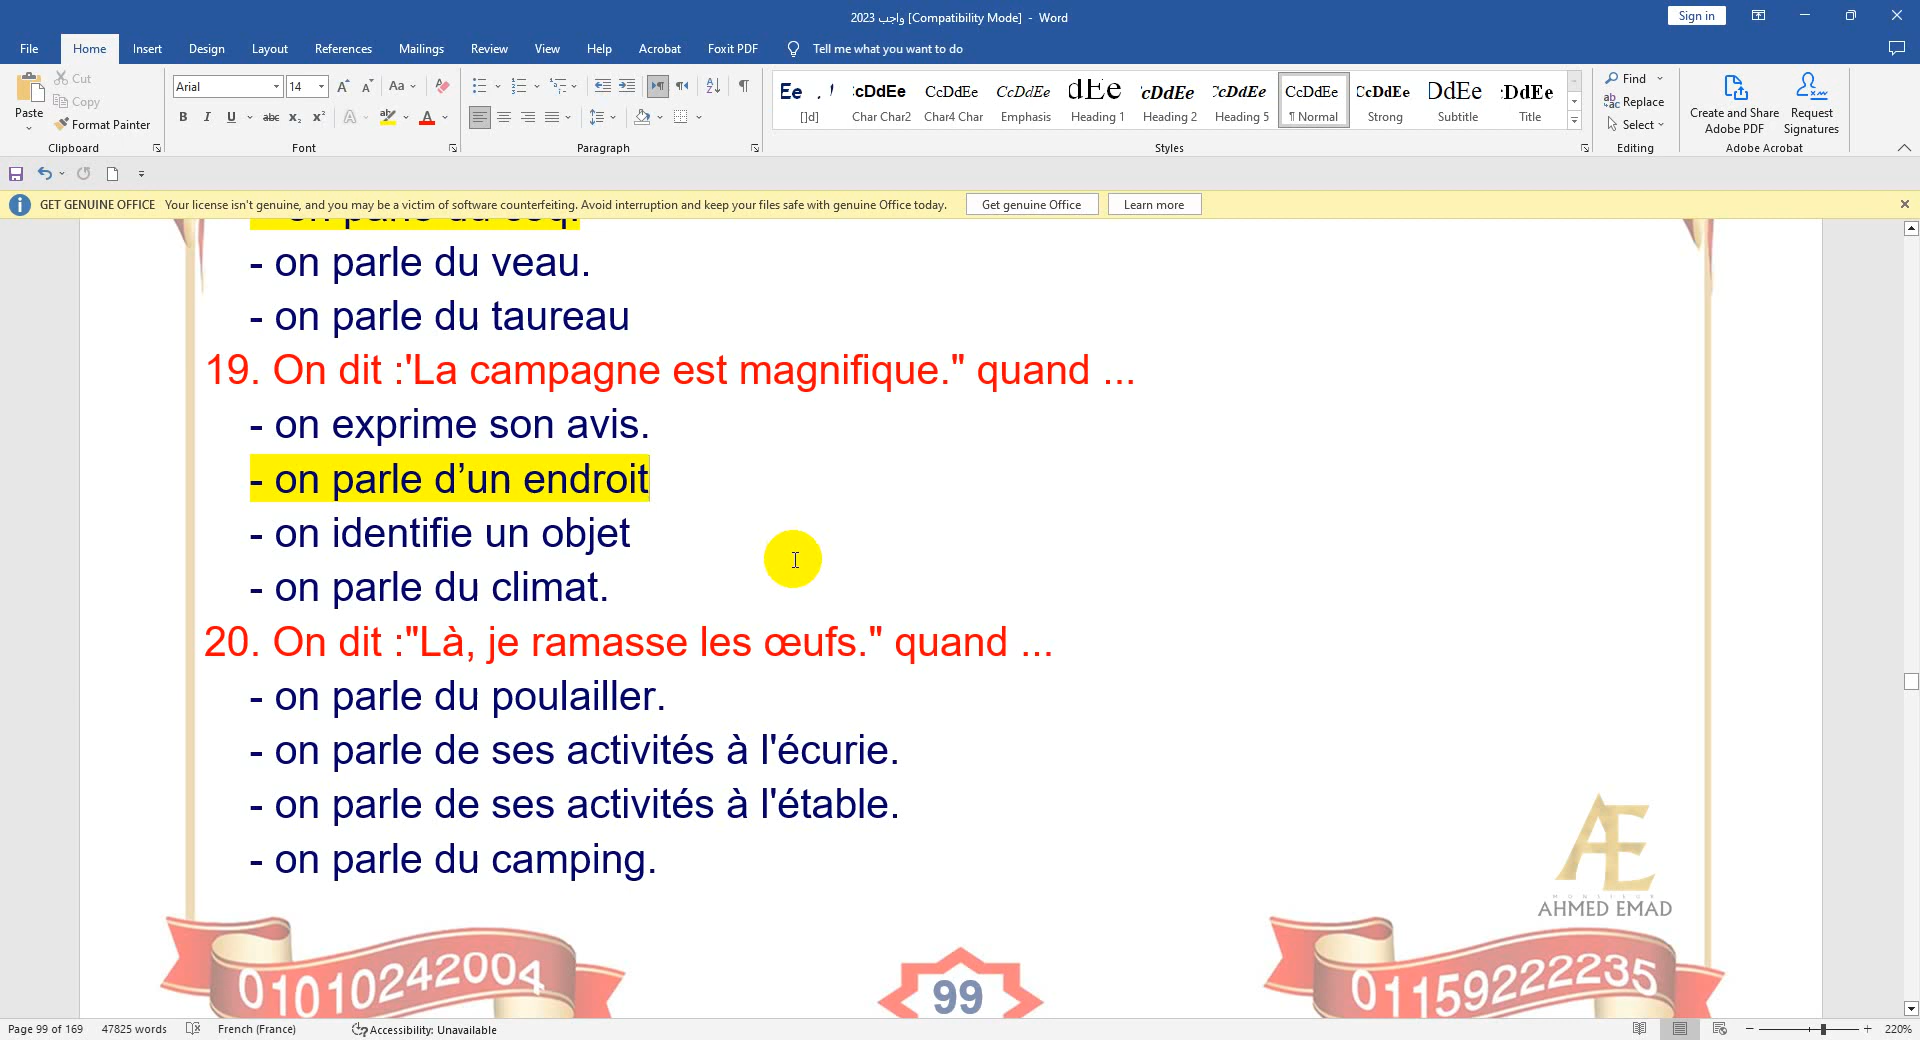 واجب 2023 [Compatibility Mode] - Word
Sign in
File Home Insert Design Layout References Mailings Review View Help Acrobat Foxit PDF Tell me what you want to do
Paste
Cut
Copy
Format Painter
Clipboard
Arial 14
Aa
B I U abc x₂ x²
Font
Paragraph
[]d]
Char Char2
Char4 Char
Emphasis
Heading 1
Heading 2
Heading 5
¶ Normal
Strong
Subtitle
Title
Styles
Find
Replace
Select
Editing
Create and Share Adobe PDF
Request Signatures
Adobe Acrobat
GET GENUINE OFFICE Your license isn't genuine, and you may be a victim of software counterfeiting. Avoid interruption and keep your files safe with genuine Office today. Get genuine Office Learn more
- on parle du veau.
- on parle du taureau
19. On dit :'La campagne est magnifique." quand ...
- on exprime son avis.
- on parle d’un endroit
- on identifie un objet
- on parle du climat.
20. On dit :"Là, je ramasse les œufs." quand ...
- on parle du poulailler.
- on parle de ses activités à l'écurie.
- on parle de ses activités à l'étable.
- on parle du camping.
AHMED EMAD
01010242004
99
01159222235
Page 99 of 169 47825 words French (France) Accessibility: Unavailable 220%